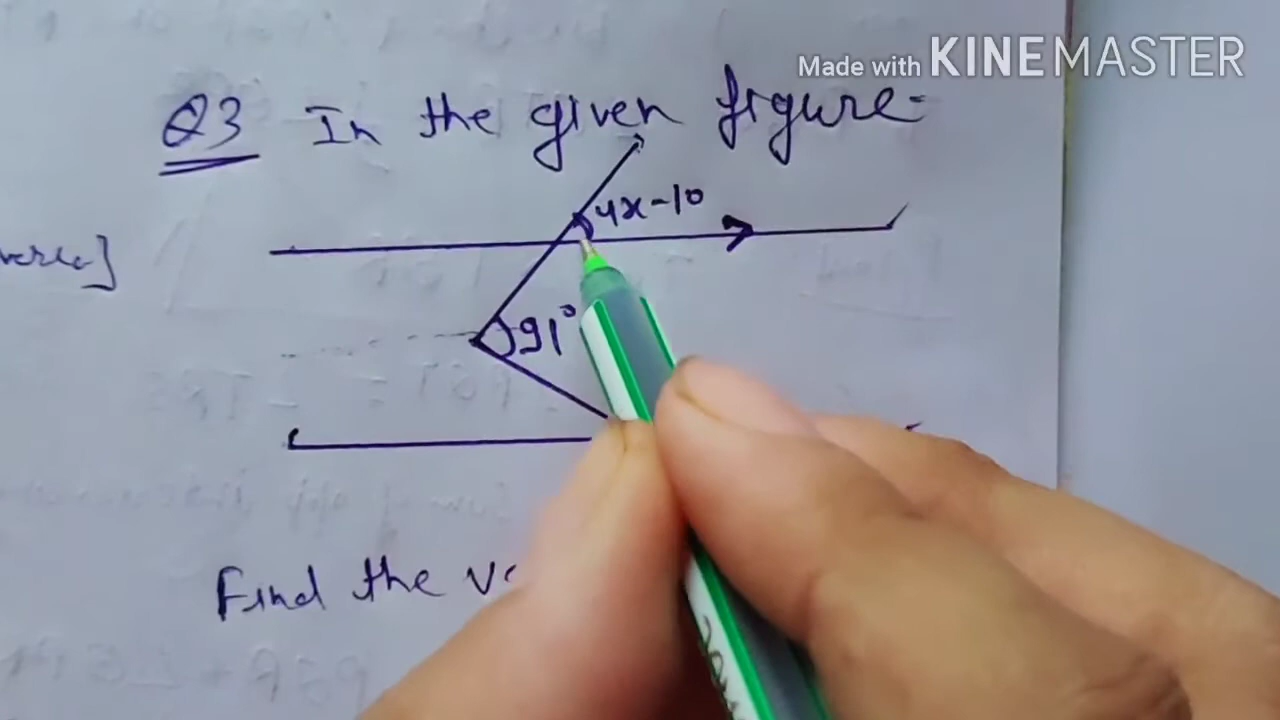 Made with KINEMASTER
Q3 In the given figure-
4x-10
91°
Find the